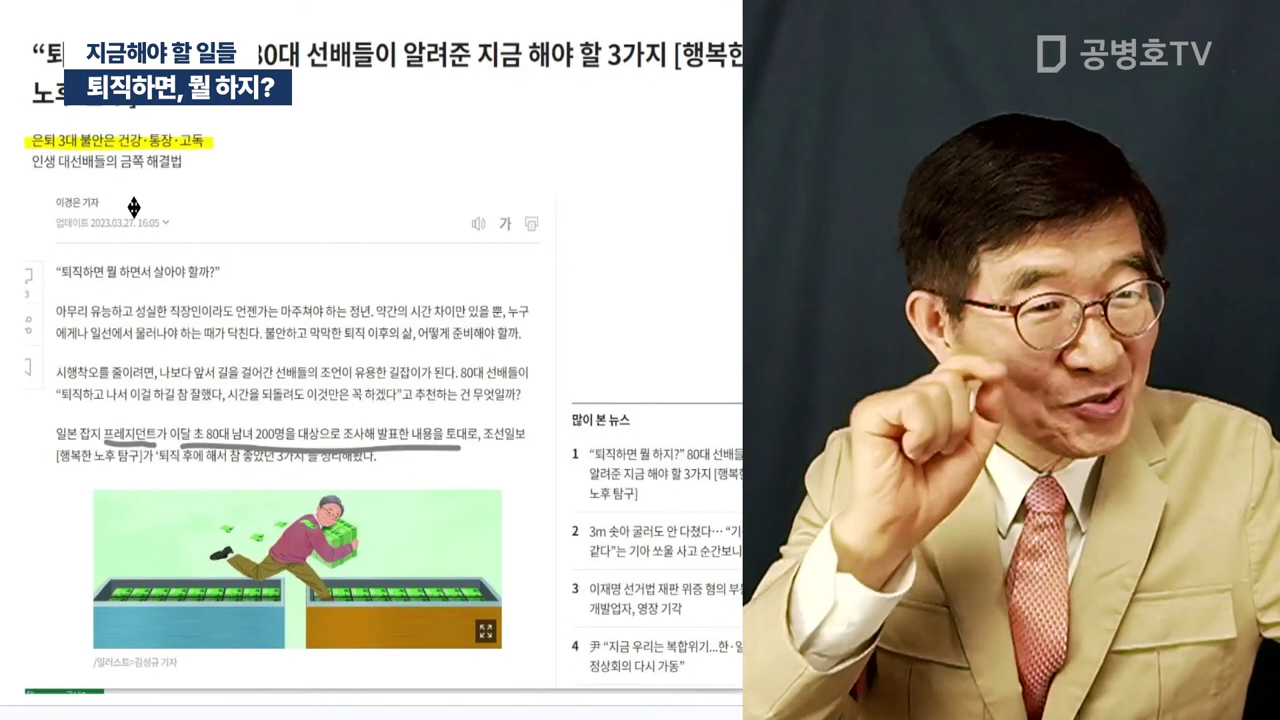 지금해야 할 일들
퇴직하면, 뭘 하지?
80대 선배들이 알려준 지금 해야 할 3가지 [행복한
노후
공병호TV
은퇴 3대 불안은 건강·통장·고독
인생 대선배들의 금쪽 해결법
이경은 기자
업데이트 2023.03.27. 16:05
가
“퇴직하면 뭘 하면서 살아야 할까?”
아무리 유능하고 성실한 직장인이라도 언젠가는 마주쳐야 하는 정년. 약간의 시간 차이만 있을 뿐, 누구
에게나 일선에서 물러나야 하는 때가 닥친다. 불안하고 막막한 퇴직 이후의 삶, 어떻게 준비해야 할까.
시행착오를 줄이려면, 나보다 앞서 길을 걸어간 선배들의 조언이 유용한 길잡이가 된다. 80대 선배들이
“퇴직하고 나서 이걸 하길 참 잘했다, 시간을 되돌려도 이것만은 꼭 하겠다”고 추천하는 건 무엇일까?
일본 잡지 프레지던트가 이달 초 80대 남녀 200명을 대상으로 조사해 발표한 내용을 토대로, 조선일보
[행복한 노후 탐구]가 ‘퇴직 후에 해서 참 좋았던 3가지’를 정리해봤다.
/일러스트=김성규 기자
많이 본 뉴스
1 “퇴직하면 뭘 하지?” 80대 선배들
알려준 지금 해야 할 3가지 [행복한
노후 탐구]
2 3m 솟아 굴러도 안 다쳤다… “기
같다”는 기아 쏘울 사고 순간보니
3 이재명 선거법 재판 위증 혐의 부동
개발업자, 영장 기각
4 尹 “지금 우리는 복합위기...한·일
정상회의 다시 가동”